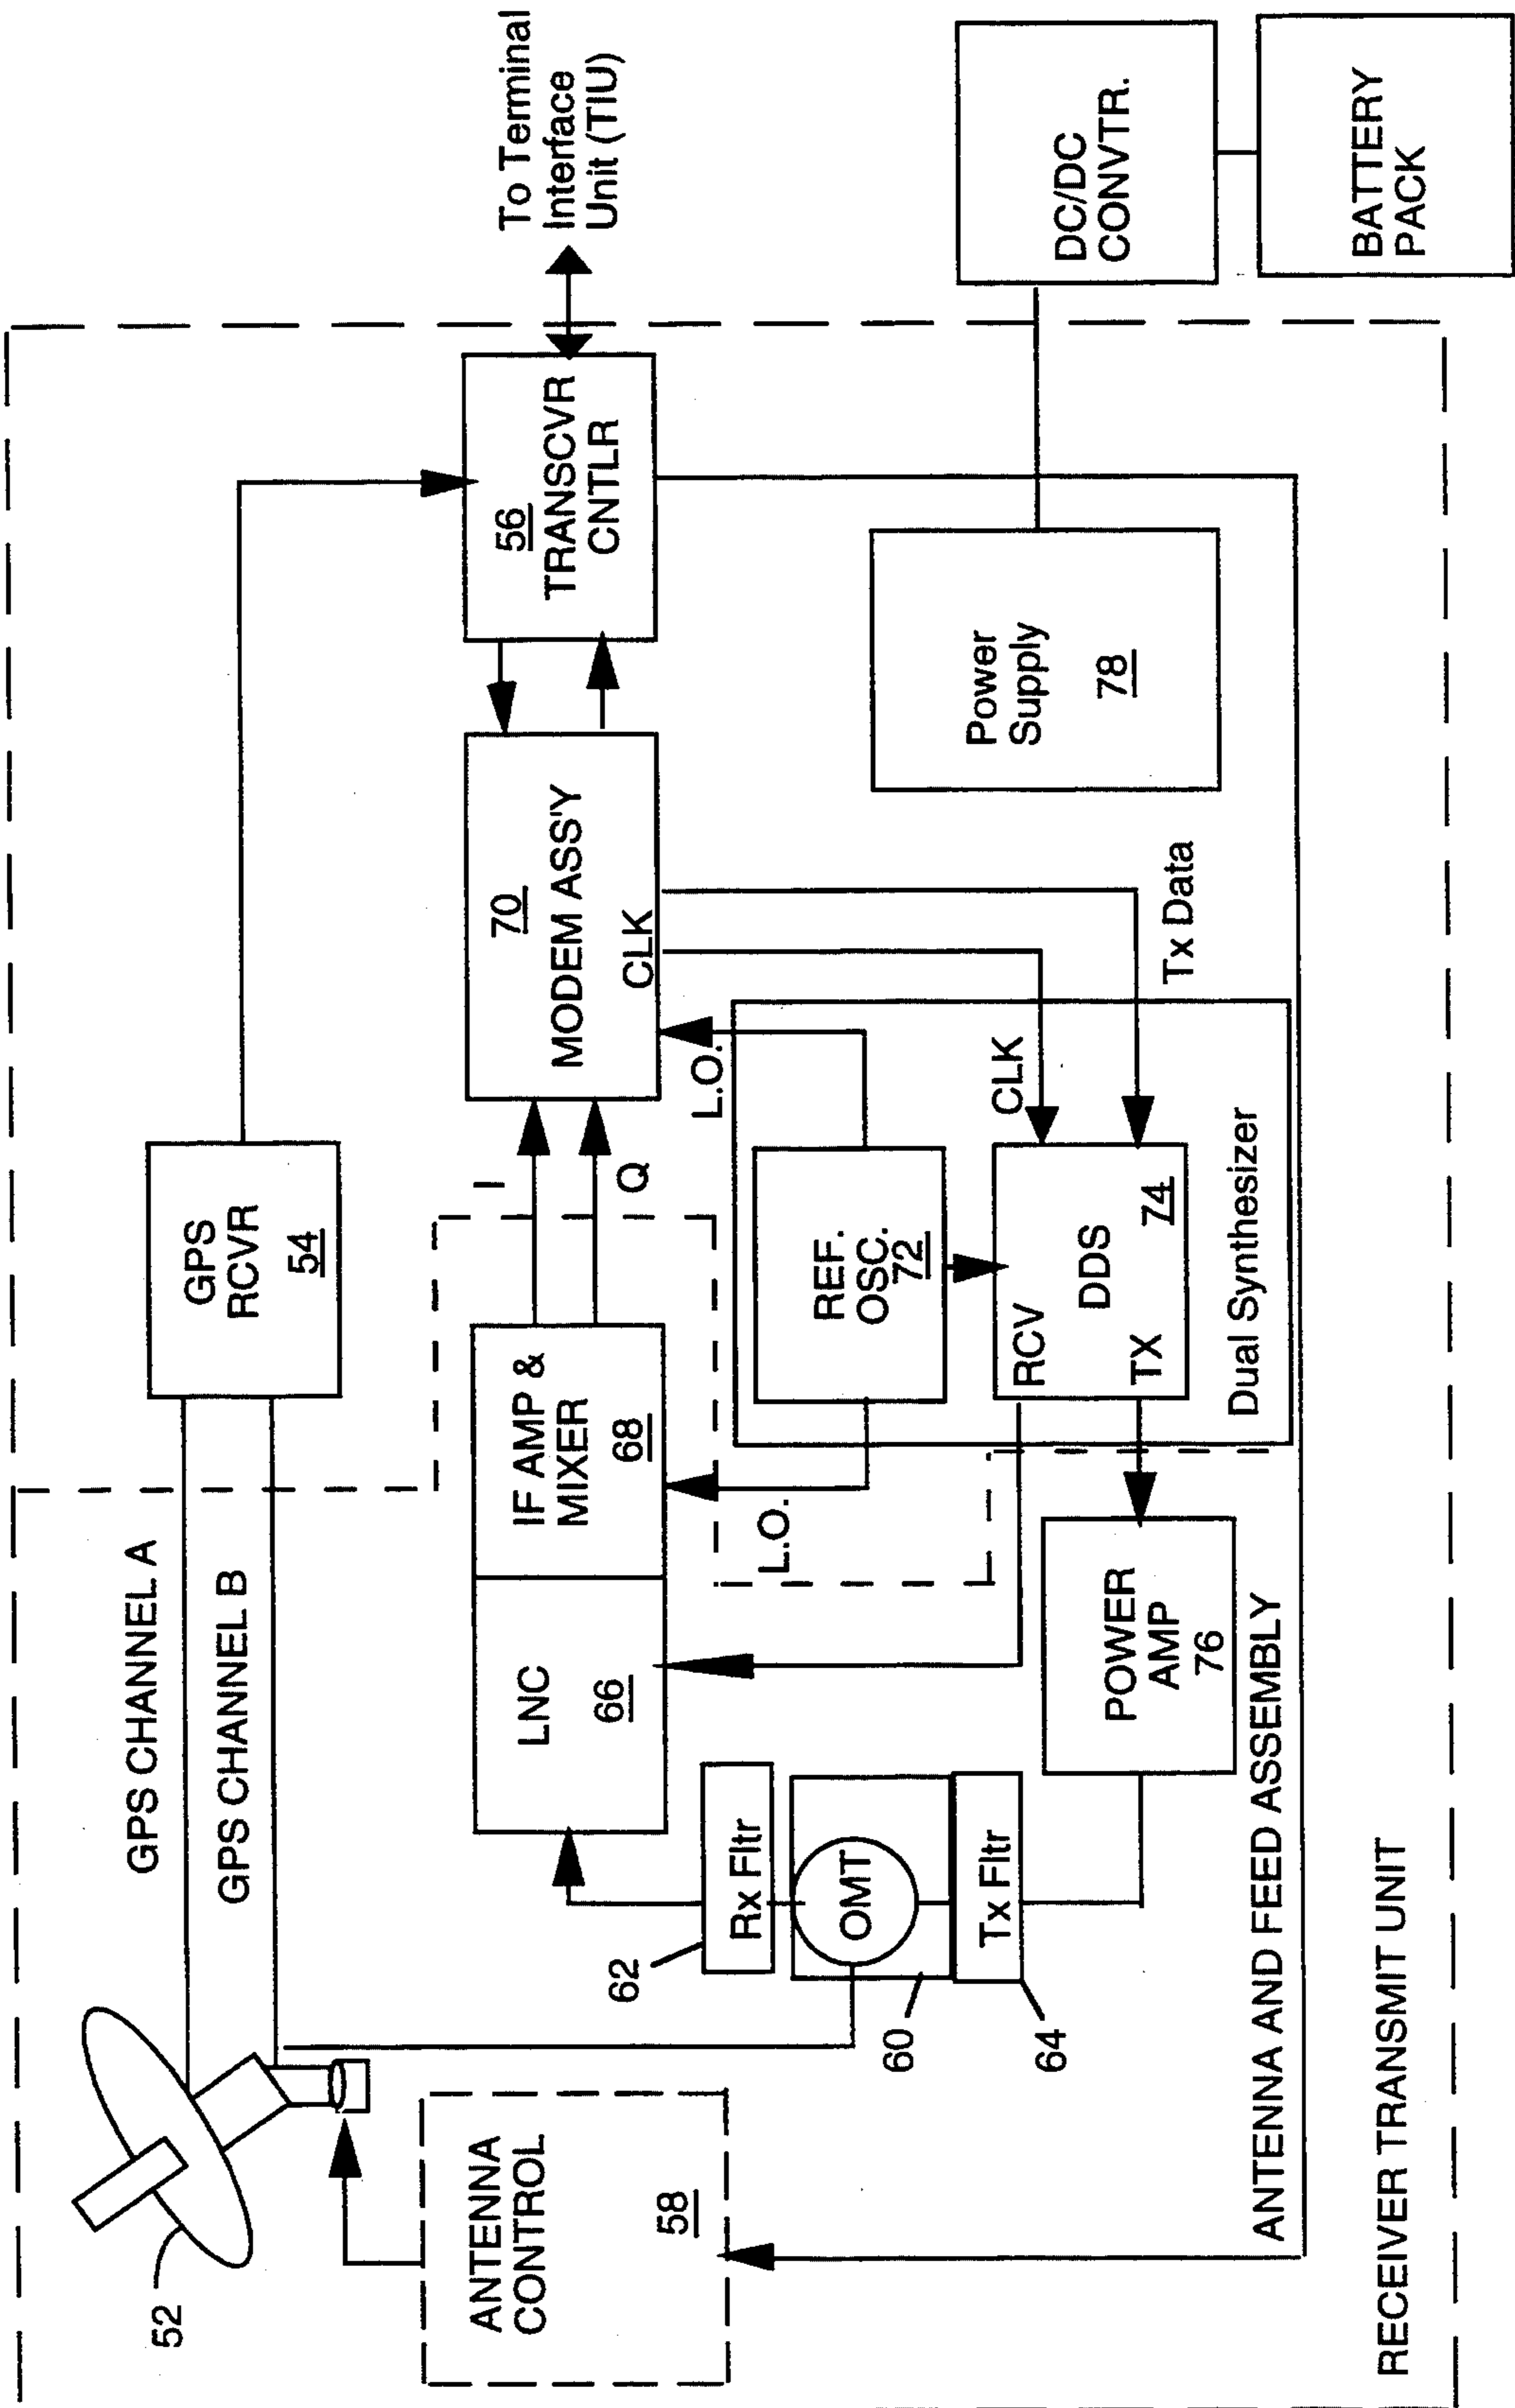 52
GPS CHANNEL A
GPS CHANNEL B
GPS
RCVR
54
ANTENNA
CONTROL
58
LNC
66
IF AMP &
MIXER
68
I
Q
70
MODEM ASS'Y
CLK
56
TRANSCVR
CNTLR
To Terminal
Interface
Unit (TIU)
62
Rx Fltr
OMT
60
Tx Fltr
64
L.O.
L.O.
REF.
OSC.
72
CLK
RCV
DDS
TX
74
Tx Data
Dual Synthesizer
POWER
AMP
76
Power
Supply
78
DC/DC
CONVTR.
BATTERY
PACK
ANTENNA AND FEED ASSEMBLY
RECEIVER TRANSMIT UNIT